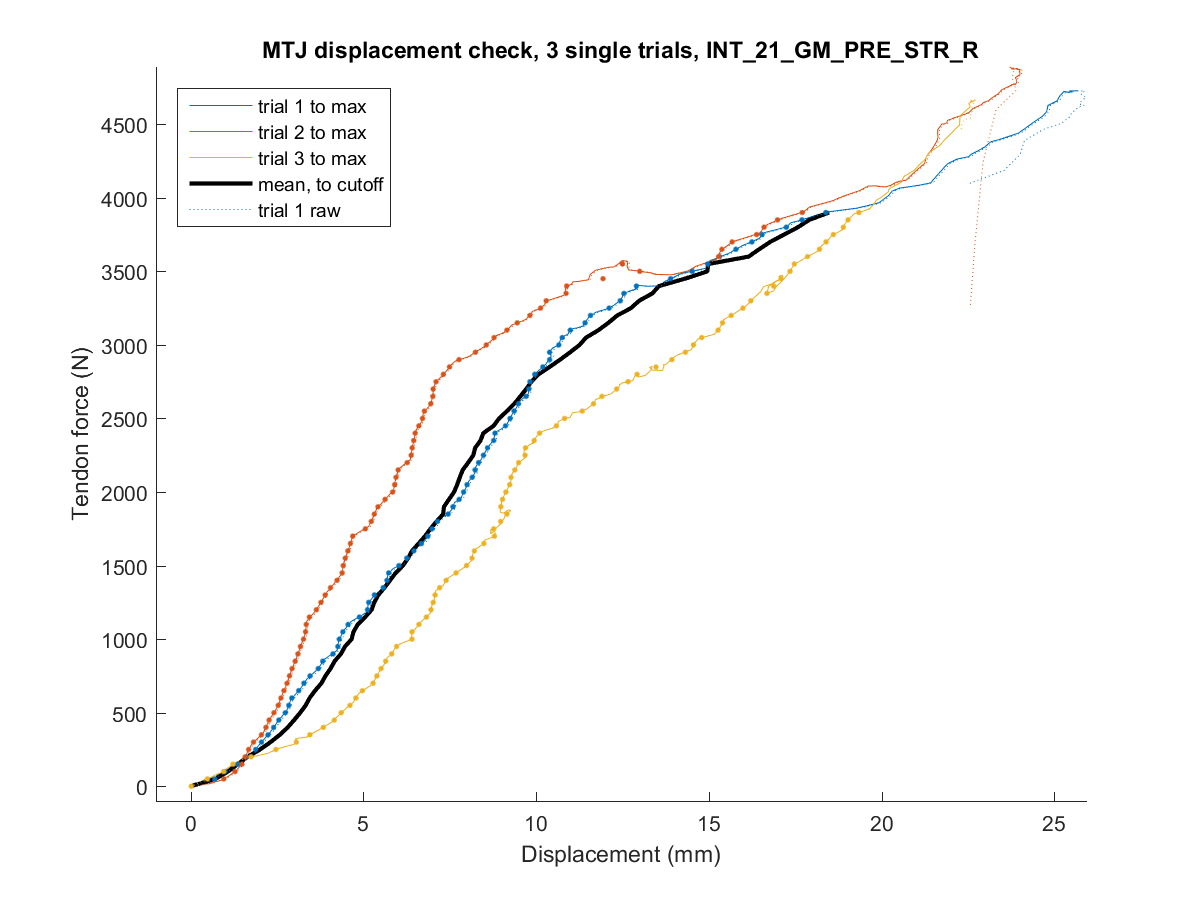 MTJ displacement check, 3 single trials, INT_21_GM_PRE_STR_R
trial 1 to max
trial 2 to max
trial 3 to max
mean, to cutoff
trial 1 raw
Tendon force (N)
4500
4000
3500
3000
2500
2000
1500
1000
500
0
0 5 10 15 20 25
Displacement (mm)